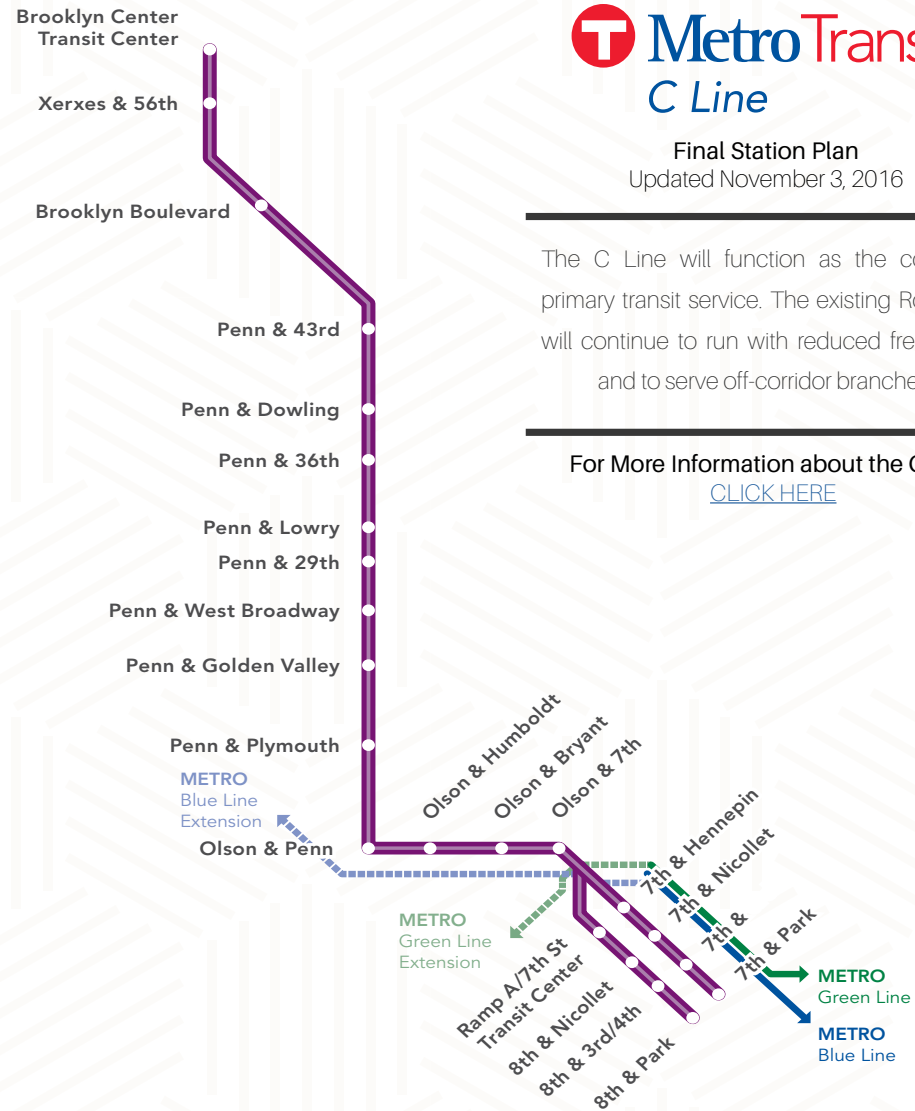 Brooklyn Center
Transit Center
Xerxes & 56th
Brooklyn Boulevard
Penn & 43rd
Penn & Dowling
Penn & 36th
Penn & Lowry
Penn & 29th
Penn & West Broadway
Penn & Golden Valley
Penn & Plymouth
METRO
Blue Line
Extension
Olson & Penn
Olson & Humboldt
Olson & Bryant
Olson & 7th
7th & Hennepin
7th & Nicollet
7th &
7th & Park
METRO
Green Line
Extension
Ramp A/7th St
Transit Center
8th & Nicollet
8th & 3rd/4th
8th & Park
METRO
Green Line
METRO
Blue Line
T MetroTrans
C Line
Final Station Plan
Updated November 3, 2016
The C Line will function as the
primary transit service. The existing
will continue to run with reduced
and to serve off-corridor
For More Information about the
CLICK HERE